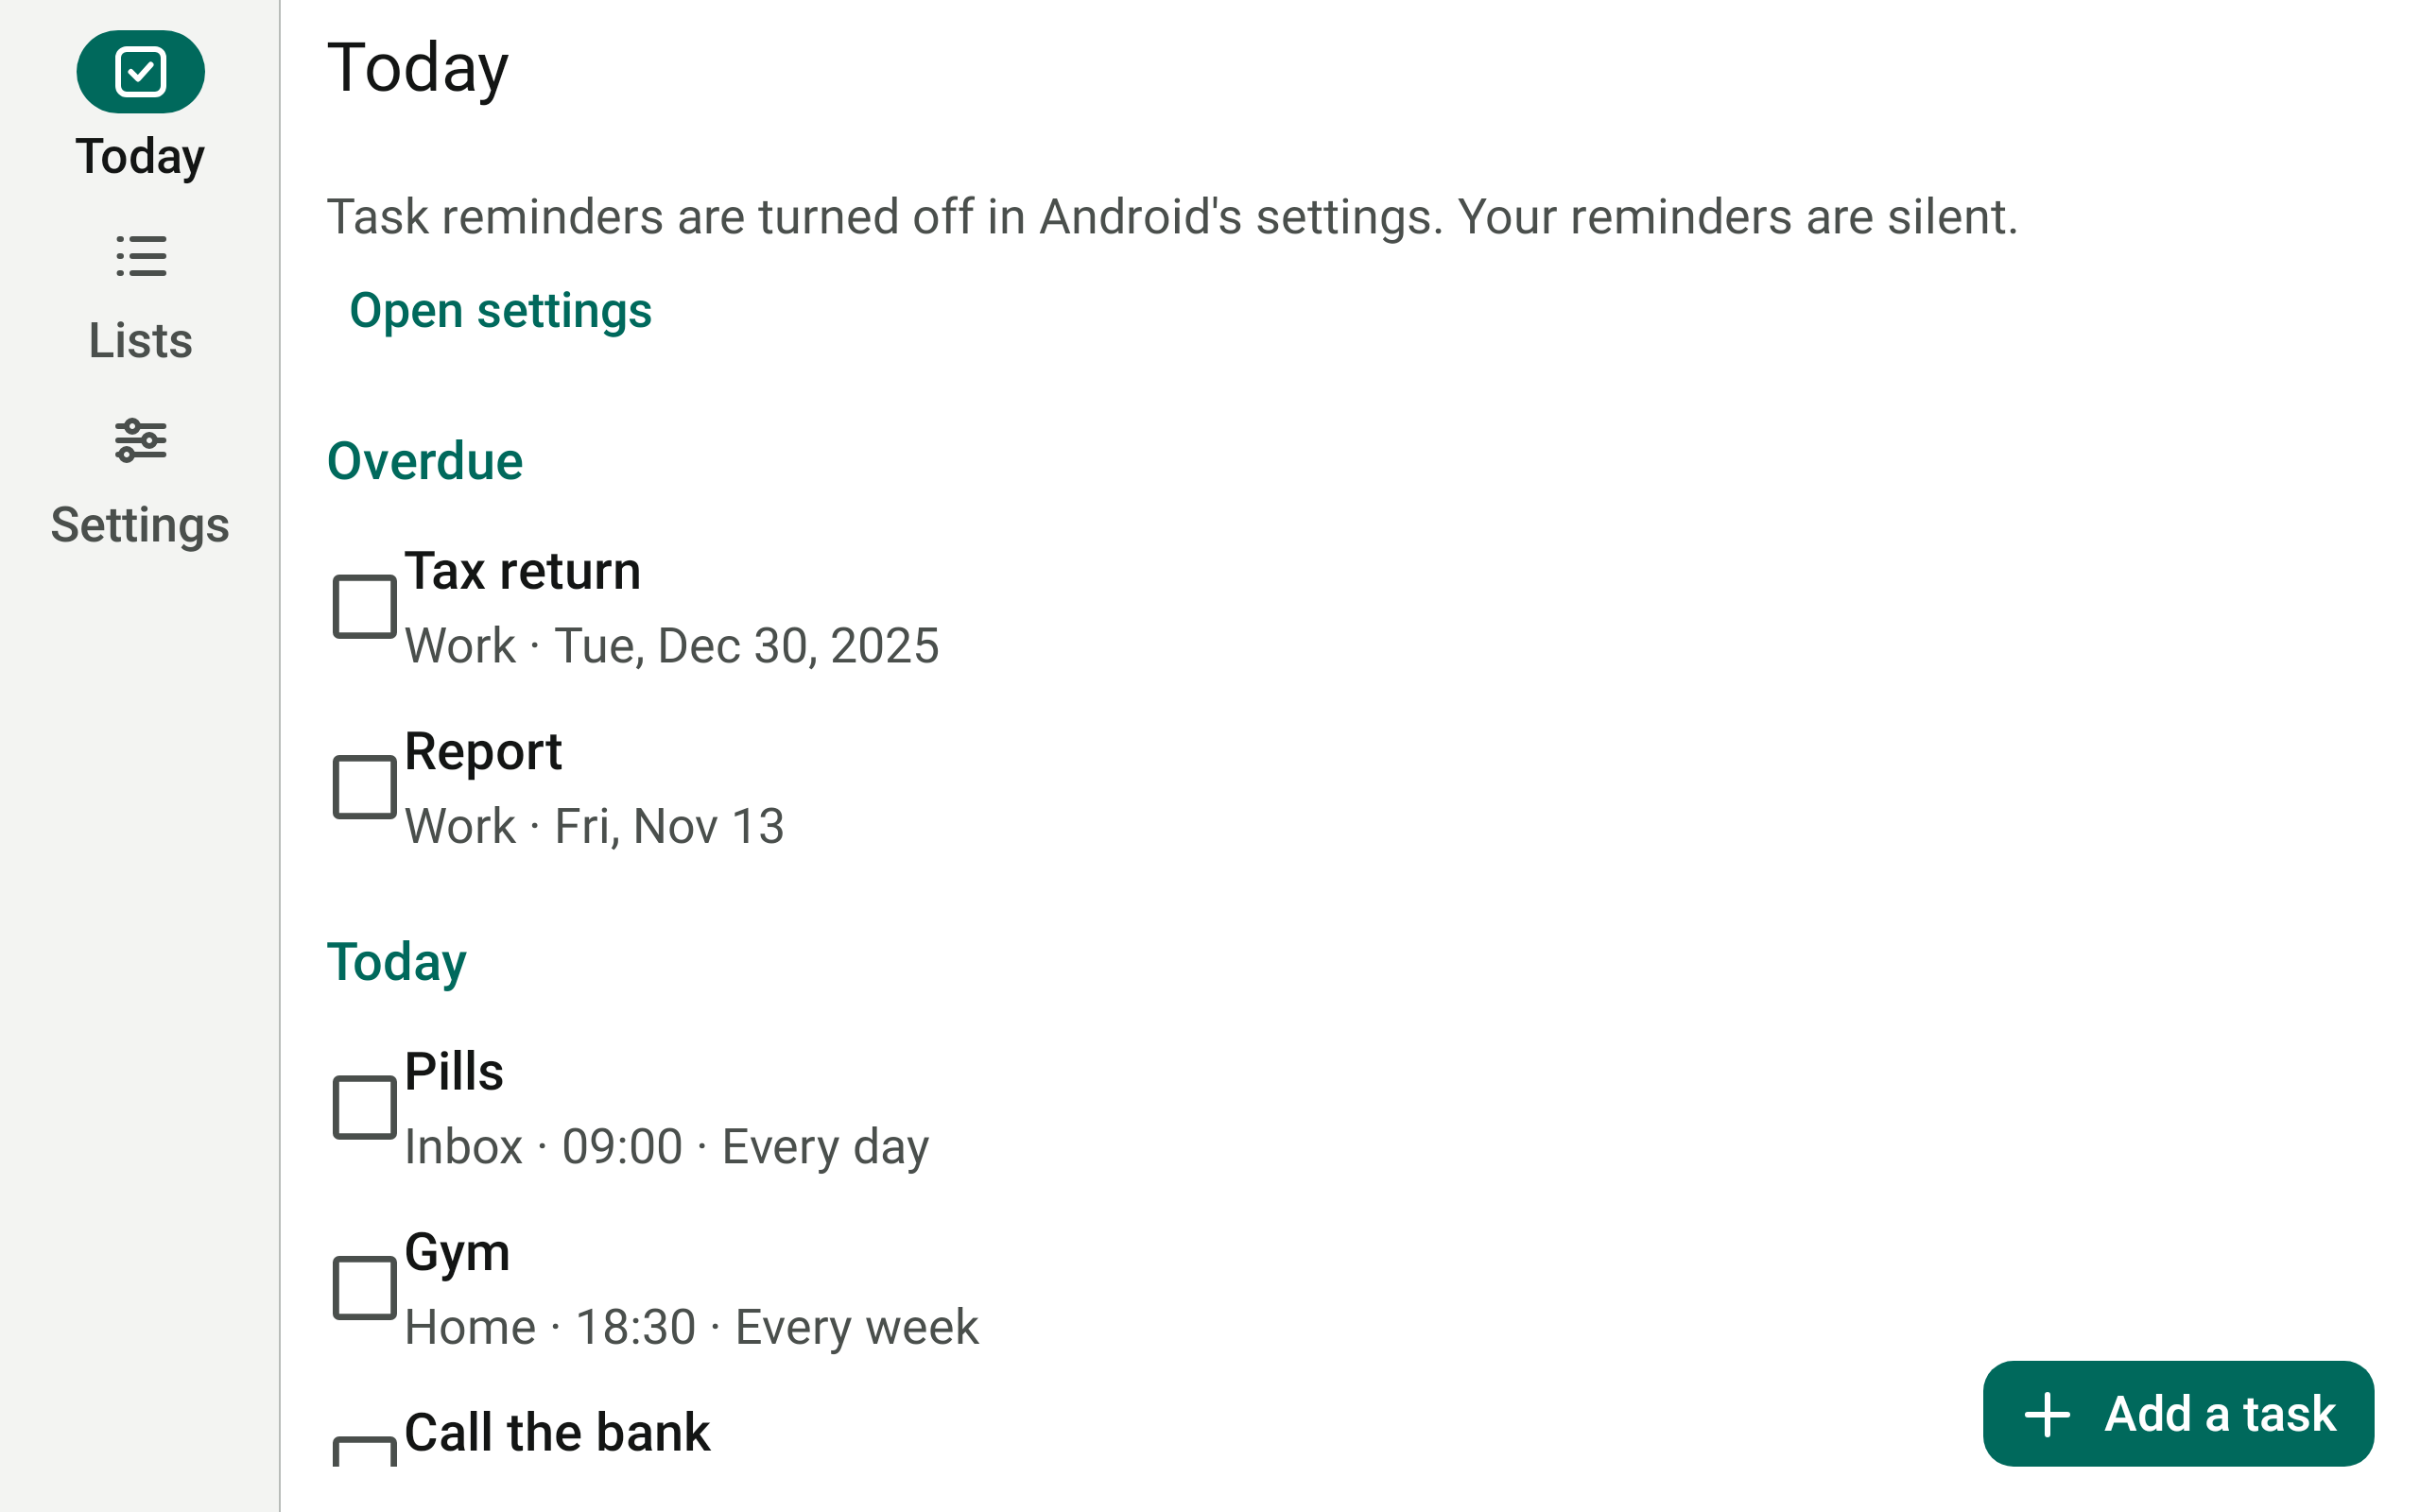 Today
Lists
Settings
Today
Task reminders are turned off in Android's settings. Your reminders are silent.
Open settings
Overdue
Tax return
Work · Tue, Dec 30, 2025
Report
Work · Fri, Nov 13
Today
Pills
Inbox · 09:00 · Every day
Gym
Home · 18:30 · Every week
Call the bank
Add a task